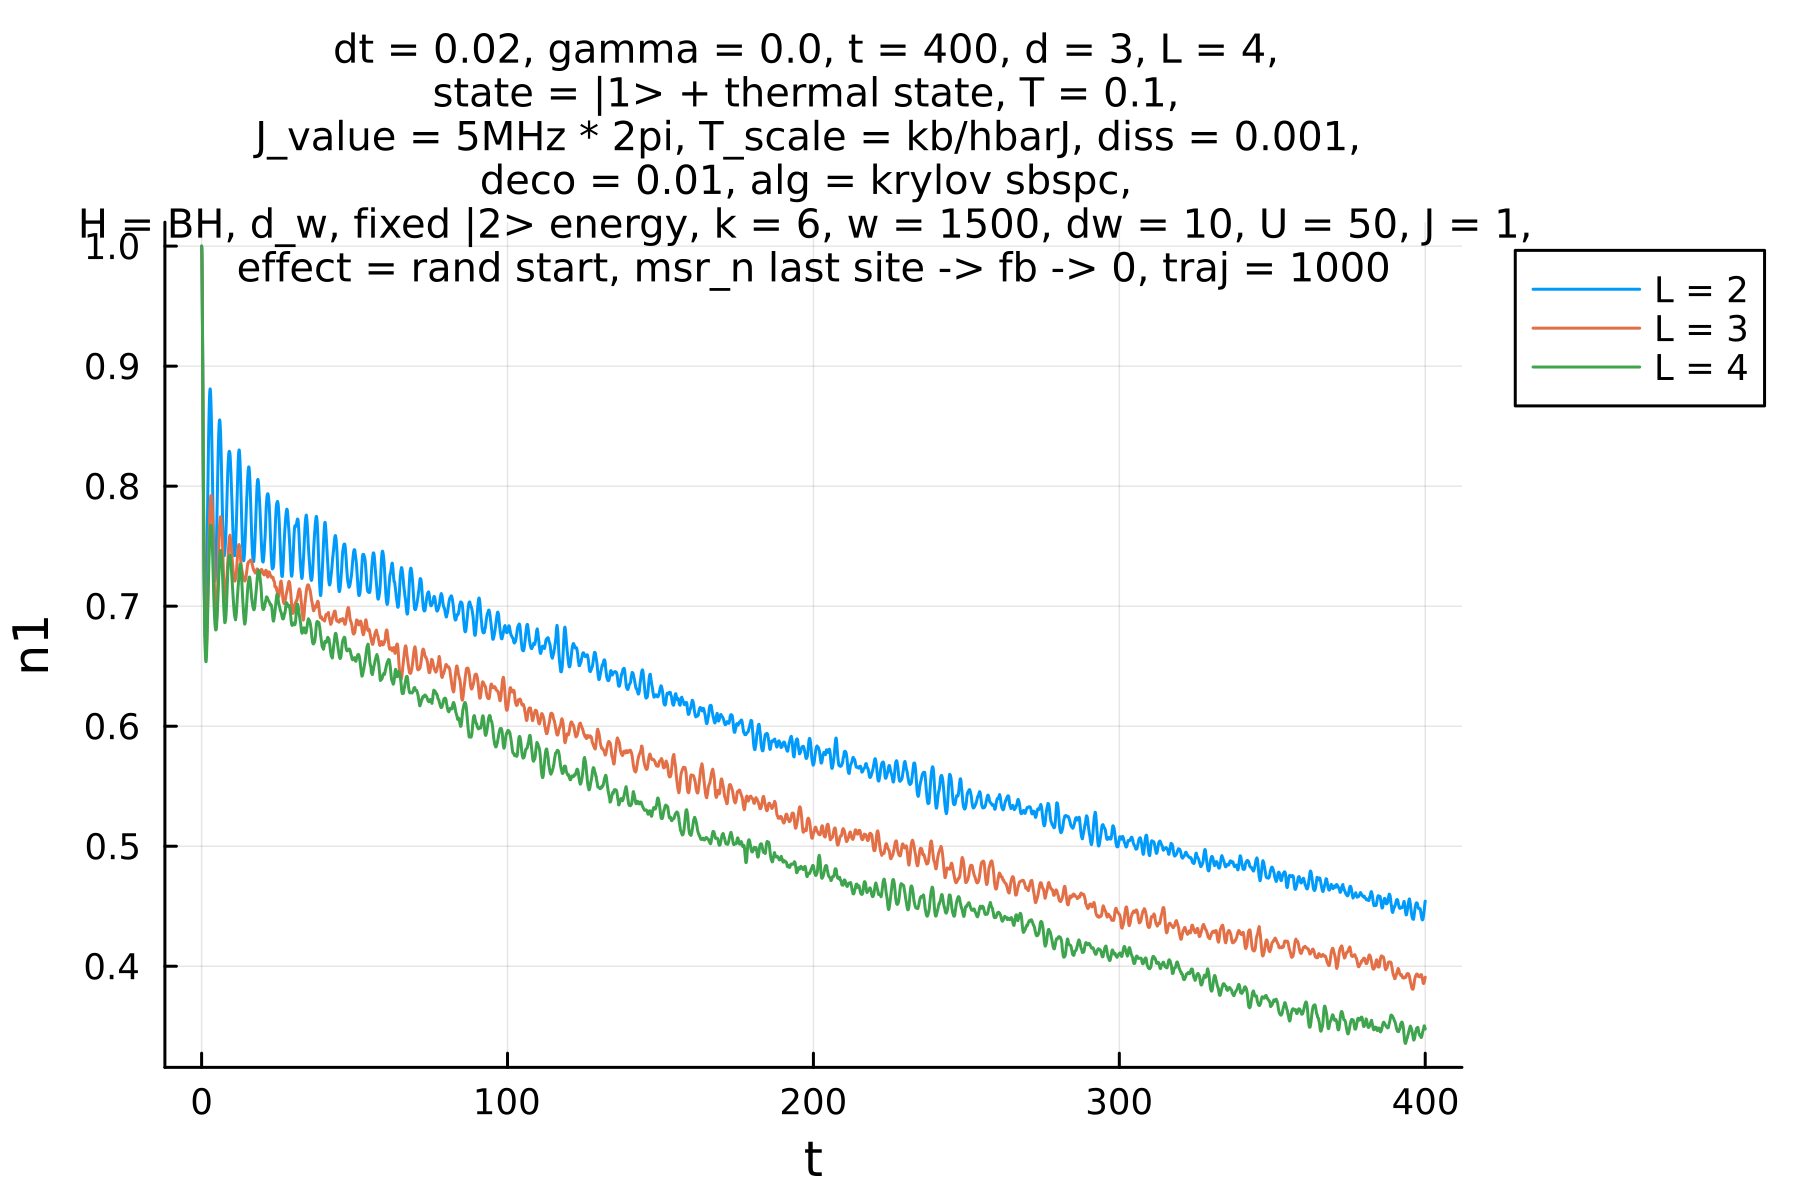 dt = 0.02, gamma = 0.0, t = 400, d = 3, L = 4,
state = |1> + thermal state, T = 0.1,
J_value = 5MHz * 2pi, T_scale = kb/hbarJ, diss = 0.001,
deco = 0.01, alg = krylov sbspc,
H = BH, d_w, fixed |2> energy, k = 6, w = 1500, dw = 10, U = 50, J = 1,
effect = rand start, msr_n last site -> fb -> 0, traj = 1000
1.0
0.9
0.8
0.7
0.6
0.5
0.4
n1
L = 2
L = 3
L = 4
0 100 200 300 400
t